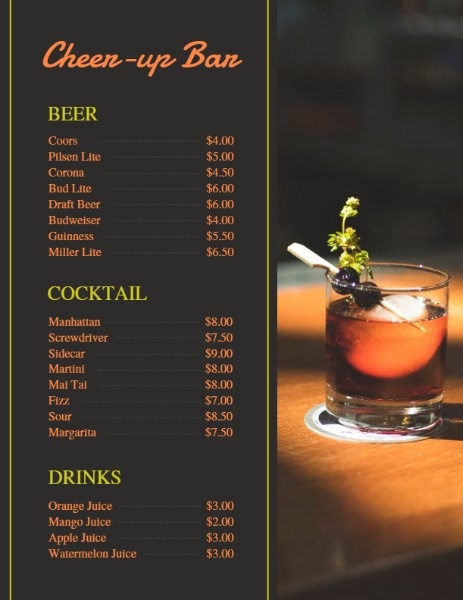 Cheer-up Bar
BEER
Coors $4.00
Pilsen Lite $5.00
Corona $4.50
Bud Lite $6.00
Draft Beer $6.00
Budweiser $4.00
Guinness $5.50
Miller Lite $6.50
COCKTAIL
Manhattan $8.00
Screwdriver $7.50
Sidecar $9.00
Martini $8.00
Mai Tai $8.00
Fizz $7.00
Sour $8.50
Margarita $7.50
DRINKS
Orange Juice $3.00
Mango Juice $2.00
Apple Juice $3.00
Watermelon Juice $3.00